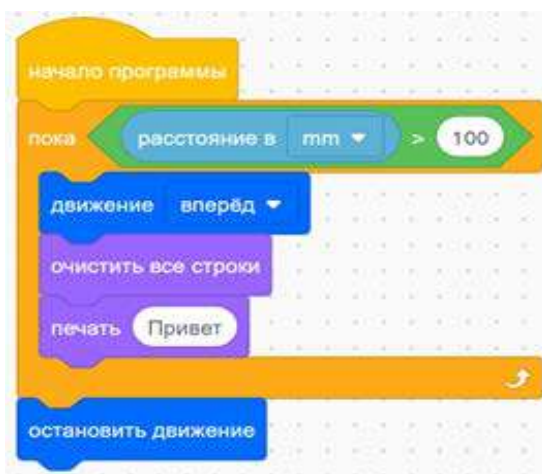 начало программы
пока расстояние в mm > 100
движение вперёд
очистить все строки
печать Привет
остановить движение